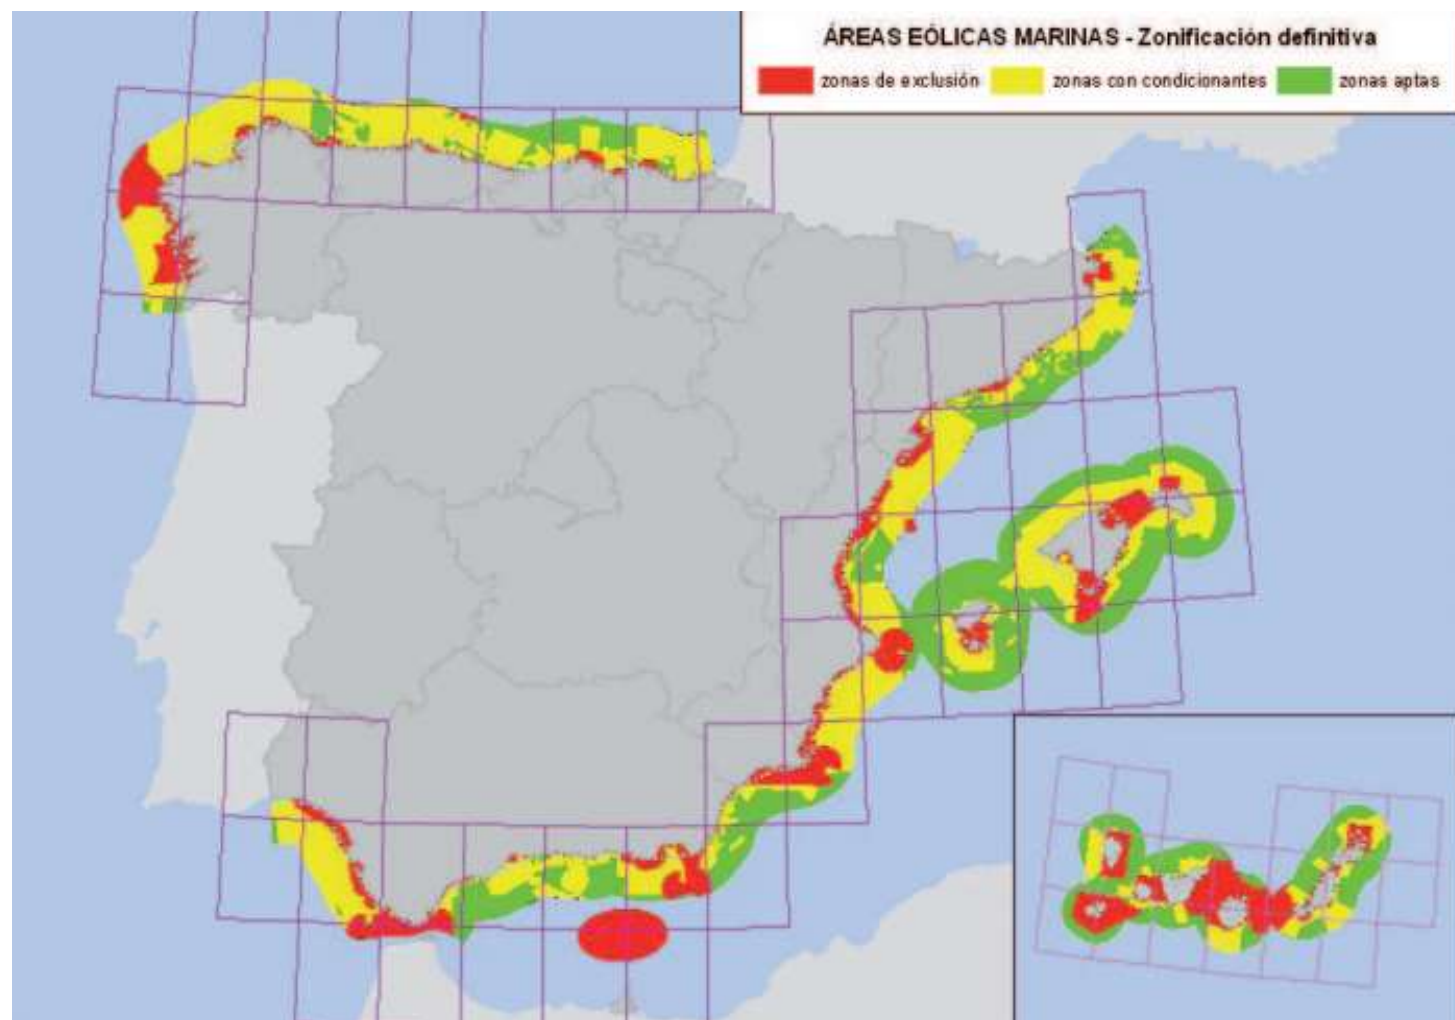 ÁREAS EÓLICAS MARINAS - Zonificación definitiva
zonas de exclusión zonas con condicionantes zonas aptas